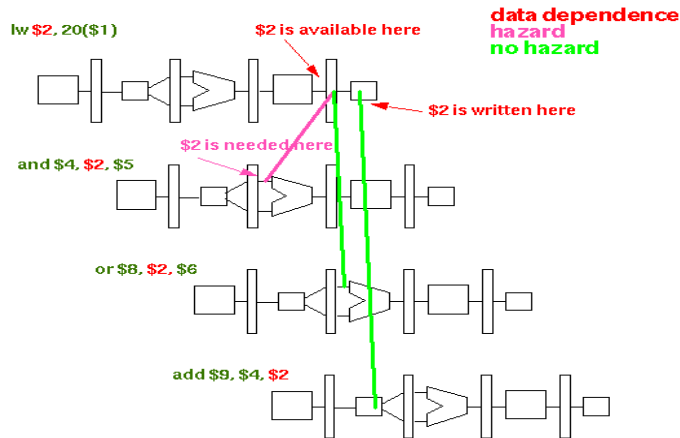 data dependence
hazard
no hazard
lw $2, 20($1)
$2 is available here
$2 is written here
$2 is needed here
and $4, $2, $5
or $8, $2, $6
add $9, $4, $2